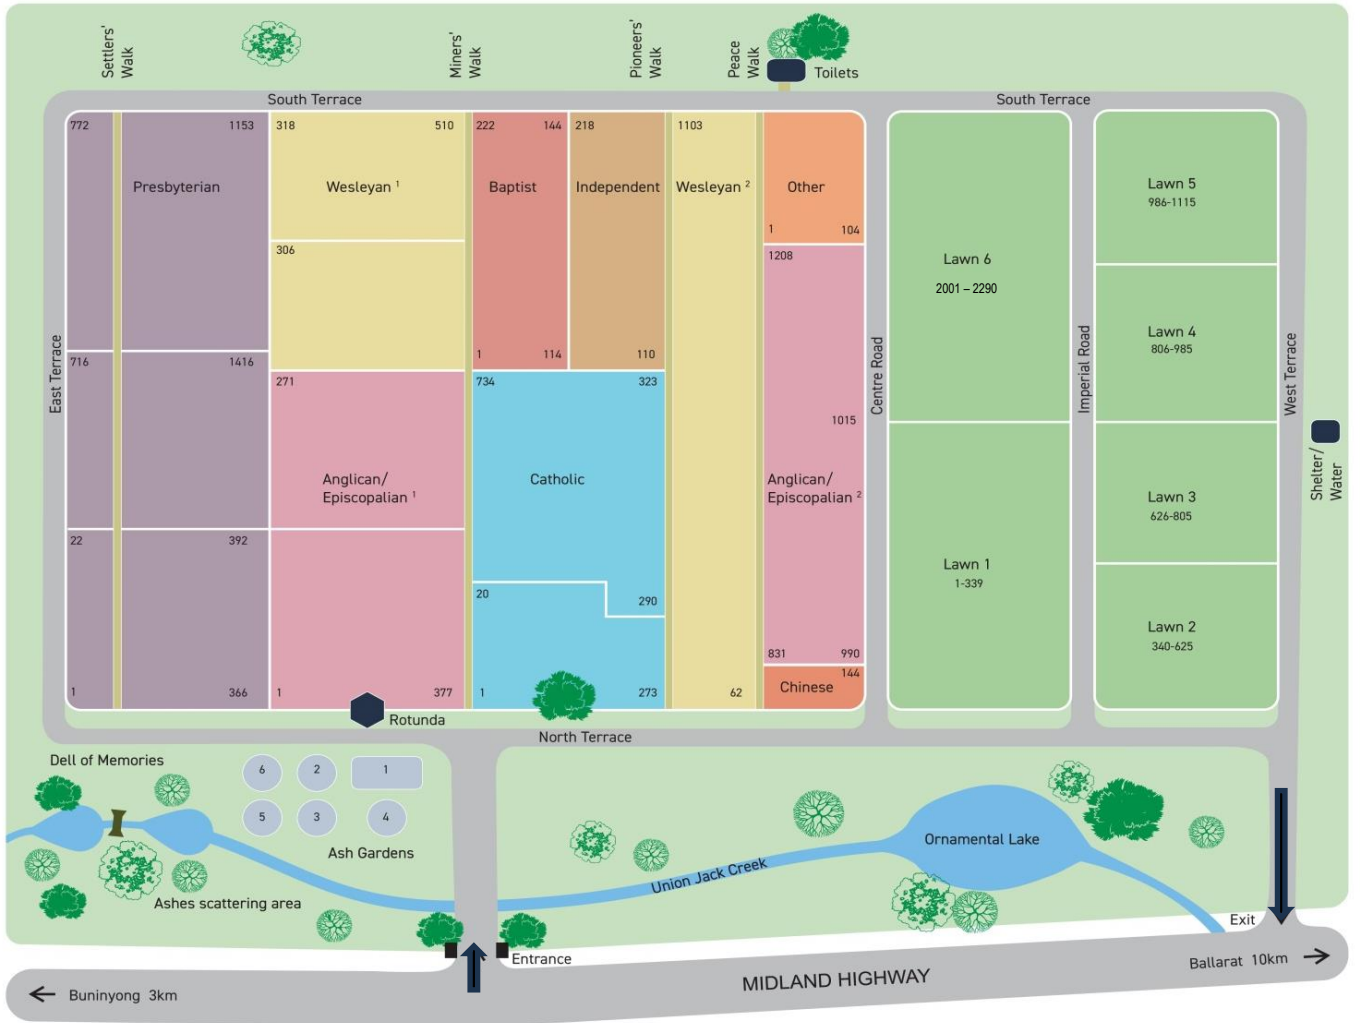 Settlers'
Walk
Miners'
Walk
Pioneers'
Walk
Peace
Walk
Toilets
South Terrace
South Terrace
772
1153
318
510
222
144
218
1103
Presbyterian
Wesleyan 1
Baptist
Independent
Wesleyan 2
Other
1
104
306
1208
1
114
110
716
1416
271
734
323
1015
Anglican/
Episcopalian 1
Catholic
Anglican/
Episcopalian 2
22
392
20
290
831
990
144
Chinese
1
366
1
377
1
273
62
East Terrace
Centre Road
Imperial Road
West Terrace
Lawn 6
2001 – 2290
Lawn 1
1-339
Lawn 5
986-1115
Lawn 4
806-985
Lawn 3
626-805
Lawn 2
340-625
Shelter/
Water
Rotunda
North Terrace
Dell of Memories
6
2
1
5
3
4
Ash Gardens
Ashes scattering area
Union Jack Creek
Ornamental Lake
Exit
Entrance
Ballarat 10km
MIDLAND HIGHWAY
Buninyong 3km